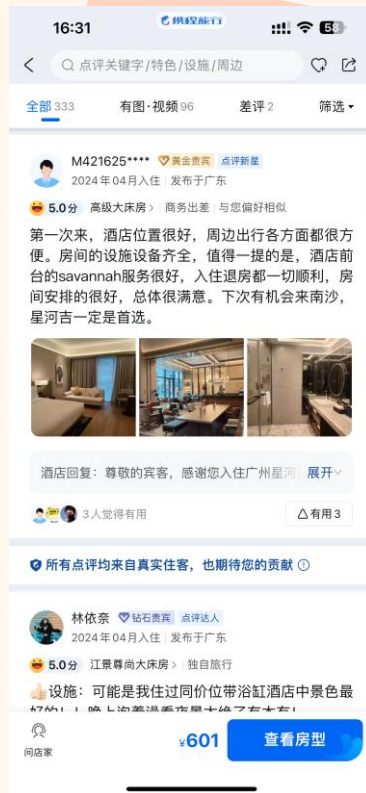 16:31
携程旅行
58
点评关键字/特色/设施/周边
全部 333
有图·视频 96
差评 2
筛选
M421625**** 黄金贵宾 点评新星
2024年04月入住 发布于广东
5.0分 高级大床房> 商务出差 与您偏好相似
第一次来，酒店位置很好，周边出行各方面都很方
便。房间的设施设备齐全，值得一提的是，酒店前
台的savannah服务很好，入住退房都一切顺利，房
间安排的很好，总体很满意。下次有机会来南沙，
星河吉一定是首选。
酒店回复：尊敬的宾客，感谢您入住广州星河
展开
3人觉得有用
有用3
所有点评均来自真实住客，也期待您的贡献
林依奈 钻石贵宾 点评达人
2024年04月入住 发布于广东
5.0分 江景尊尚大床房> 独自旅行
设施：可能是我住过同价位带浴缸酒店中景色最
问店家
¥601
查看房型